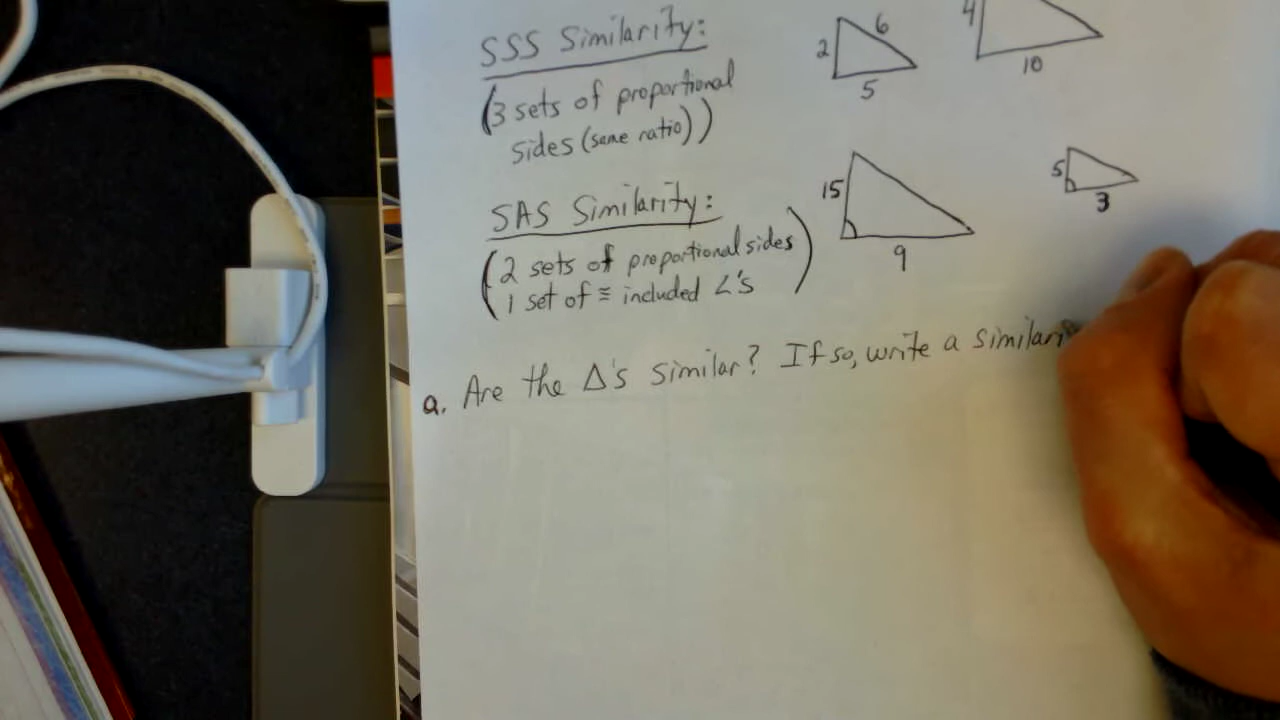 SSS Similarity:
(3 sets of proportional
sides (same ratio))
2
6
5
4
10
SAS Similarity:
(2 sets of proportional sides
1 set of ≅ included ∠'s)
15
9
5
3
a. Are the Δ's similar? If so, write a similari